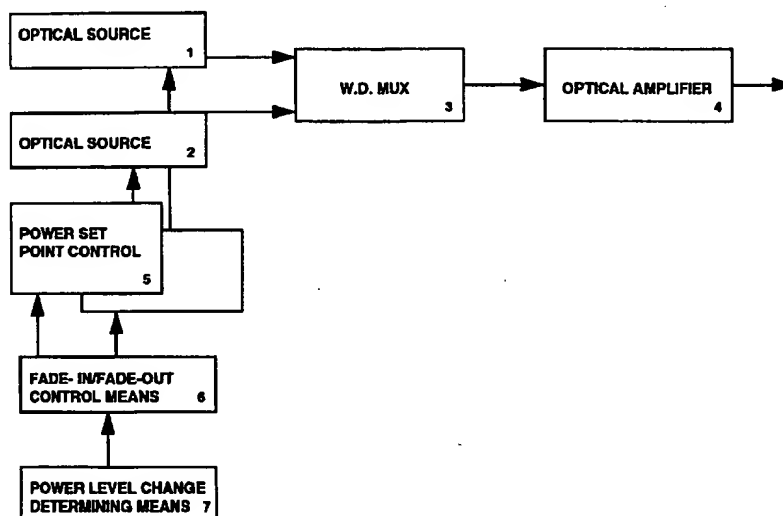 OPTICAL SOURCE
1
OPTICAL SOURCE
2
W.D. MUX
3
OPTICAL AMPLIFIER
4
POWER SET
POINT CONTROL
5
FADE- IN/FADE-OUT
CONTROL MEANS 6
POWER LEVEL CHANGE
DETERMINING MEANS 7